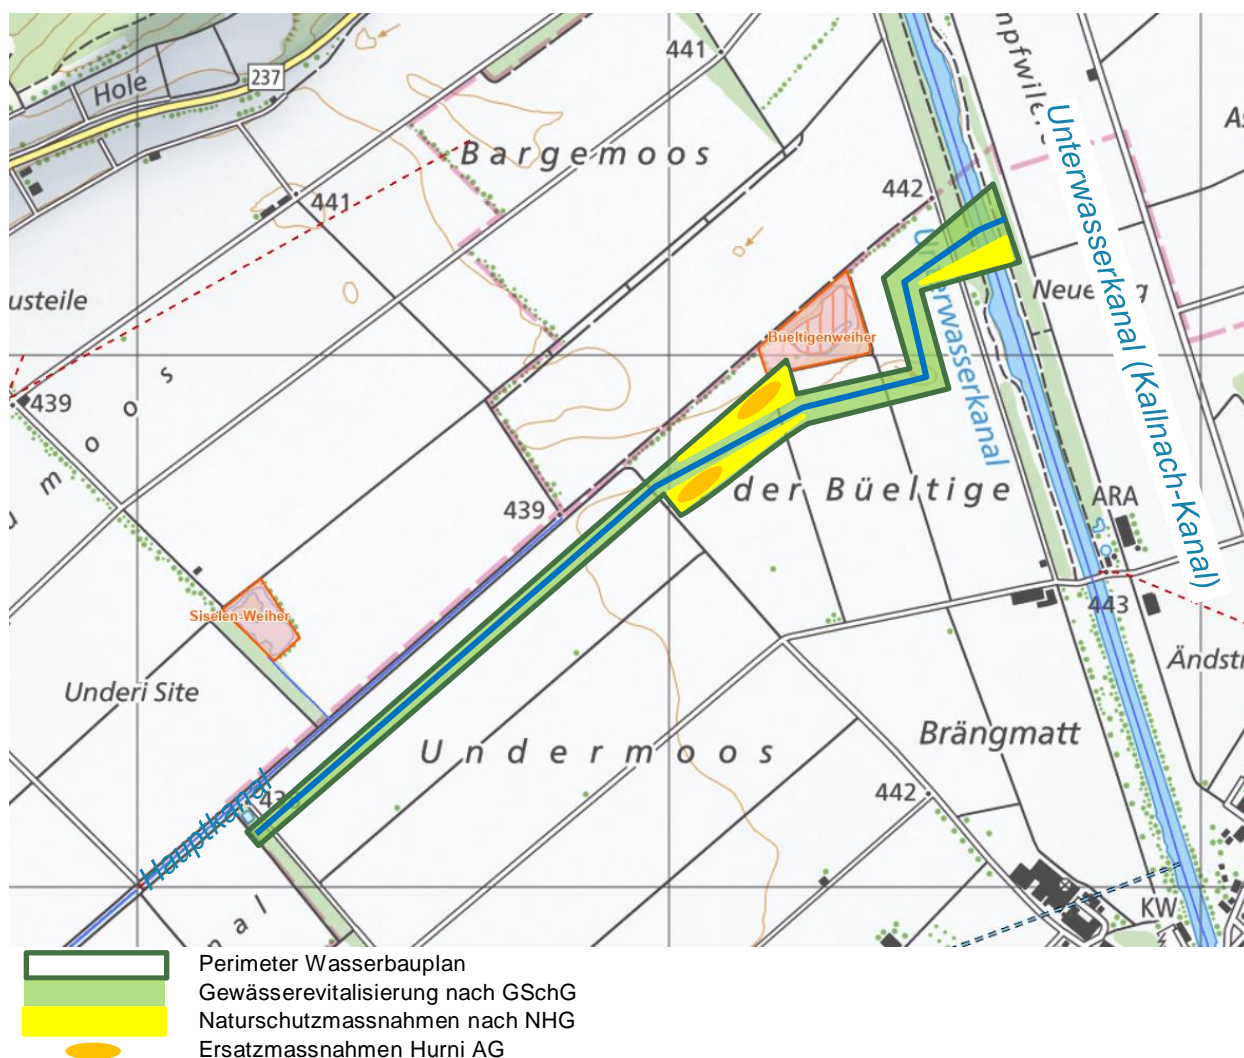 441
Hole
237
Bargemoos
441
442
Unterwasserkanal
Unterwasserkanal (Kallnach-Kanal)
usteile
Büeltigenweiher
439
der Büeltige
ARA
439
443
Siselen-Weiher
Underi Site
Undermoos
Brängmatt
442
Hauptkanal
KW
Perimeter Wasserbauplan
Gewässerevitalisierung nach GSchG
Naturschutzmassnahmen nach NHG
Ersatzmassnahmen Hurni AG